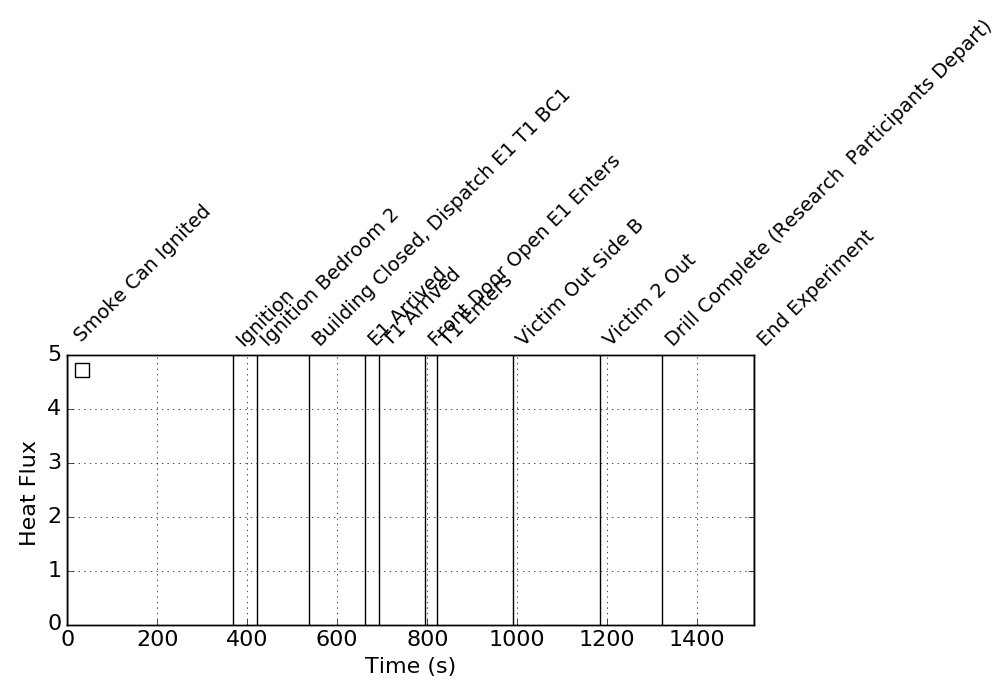 Smoke Can Ignited
Ignition
Ignition Bedroom 2
Building Closed, Dispatch E1 T1 BC1
E1 Arrived
T1 Arrived
Front Door Open E1 Enters
T1 Enters
Victim Out Side B
Victim 2 Out
Drill Complete (Research  Participants Depart)
End Experiment
5
4
3
2
1
0
Heat Flux
0 200 400 600 800 1000 1200 1400
Time (s)